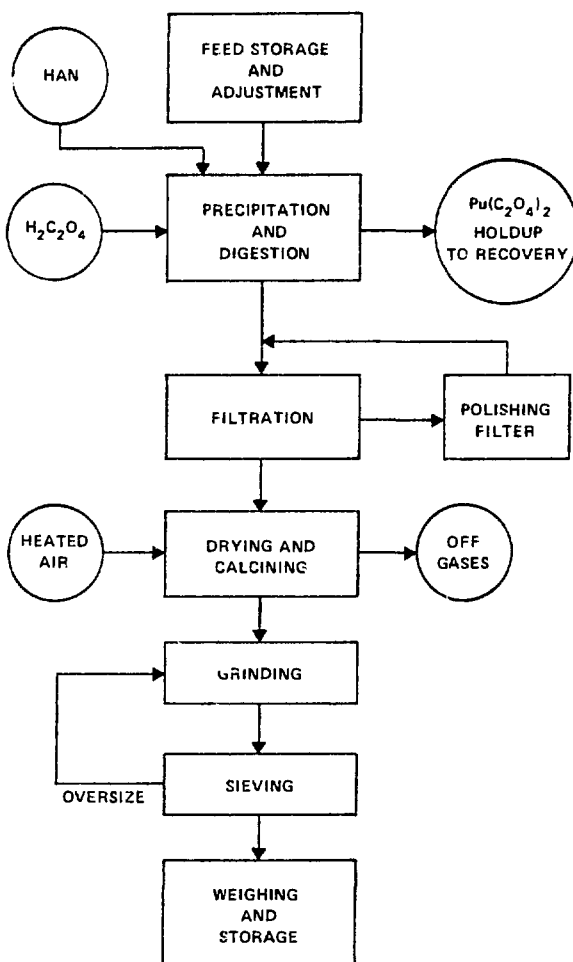 HAN
FEED STORAGE
AND
ADJUSTMENT
H₂C₂O₄
PRECIPITATION
AND
DIGESTION
Pu(C₂O₄)₂
HOLDUP
TO RECOVERY
FILTRATION
POLISHING
FILTER
HEATED
AIR
DRYING AND
CALCINING
OFF
GASES
GRINDING
OVERSIZE
SIEVING
WEIGHING
AND
STORAGE